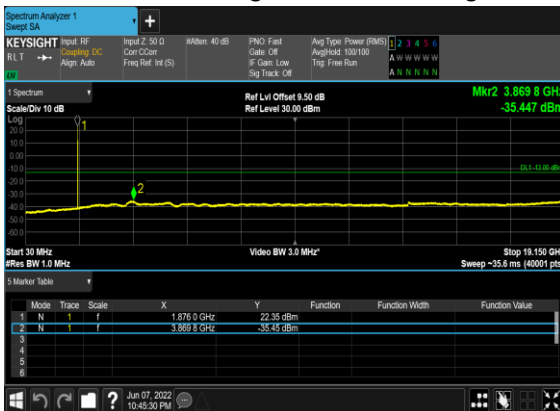 Spectrum Analyzer 1
Swept SA
KEYSIGHT Input: RF Input Z: 50 Ω #Atten: 40 dB PNO: Fast Avg Type: Power (RMS) 1 2 3 4 5 6
RLT Coupling: DC Corr CCorr Gate: Off Avg|Hold: 100/100 A W W W W W
Align: Auto Freq Ref: Int (S) IF Gain: Low Trig: Free Run
Sig Track: Off A N N N N N
1 Spectrum Ref Lvl Offset 9.50 dB Mkr2 3.869 8 GHz
Scale/Div 10 dB Ref Level 30.00 dBm -35.447 dBm
Log
20.0
10.0
0.00
-10.0
-20.0
-30.0
-40.0
-50.0
-60.0
1
2
DL1 -13.00 dBm
Start 30 MHz Video BW 3.0 MHz* Stop 19.150 GH
#Res BW 1.0 MHz Sweep ~35.6 ms (40001 pts
5 Marker Table
Mode Trace Scale X Y Function Function Width Function Value
1 N 1 f 1.876 0 GHz 22.35 dBm
2 N 1 f 3.869 8 GHz -35.45 dBm
3
4
5
6
? Jun 07, 2022
10:45:30 PM